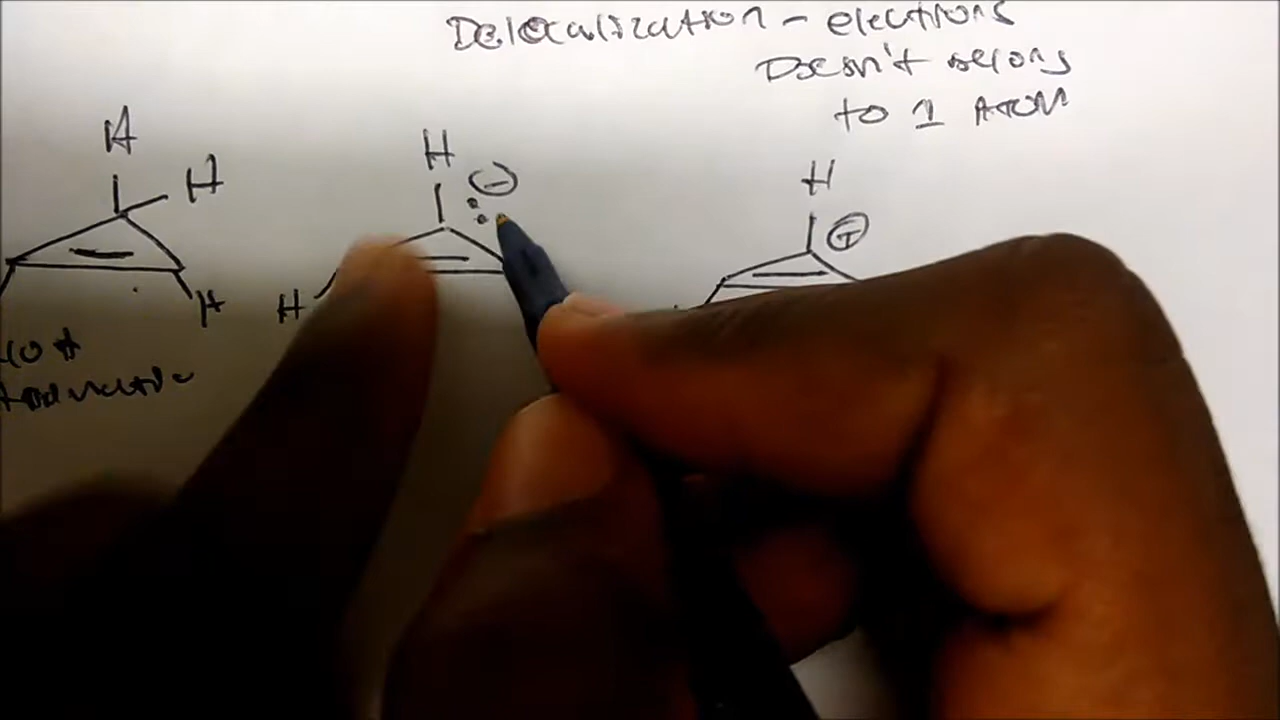 Delocalization - electrons
Doesn't belong
to 1 Atom
H
H
H
H
⊖
H
H
⊕